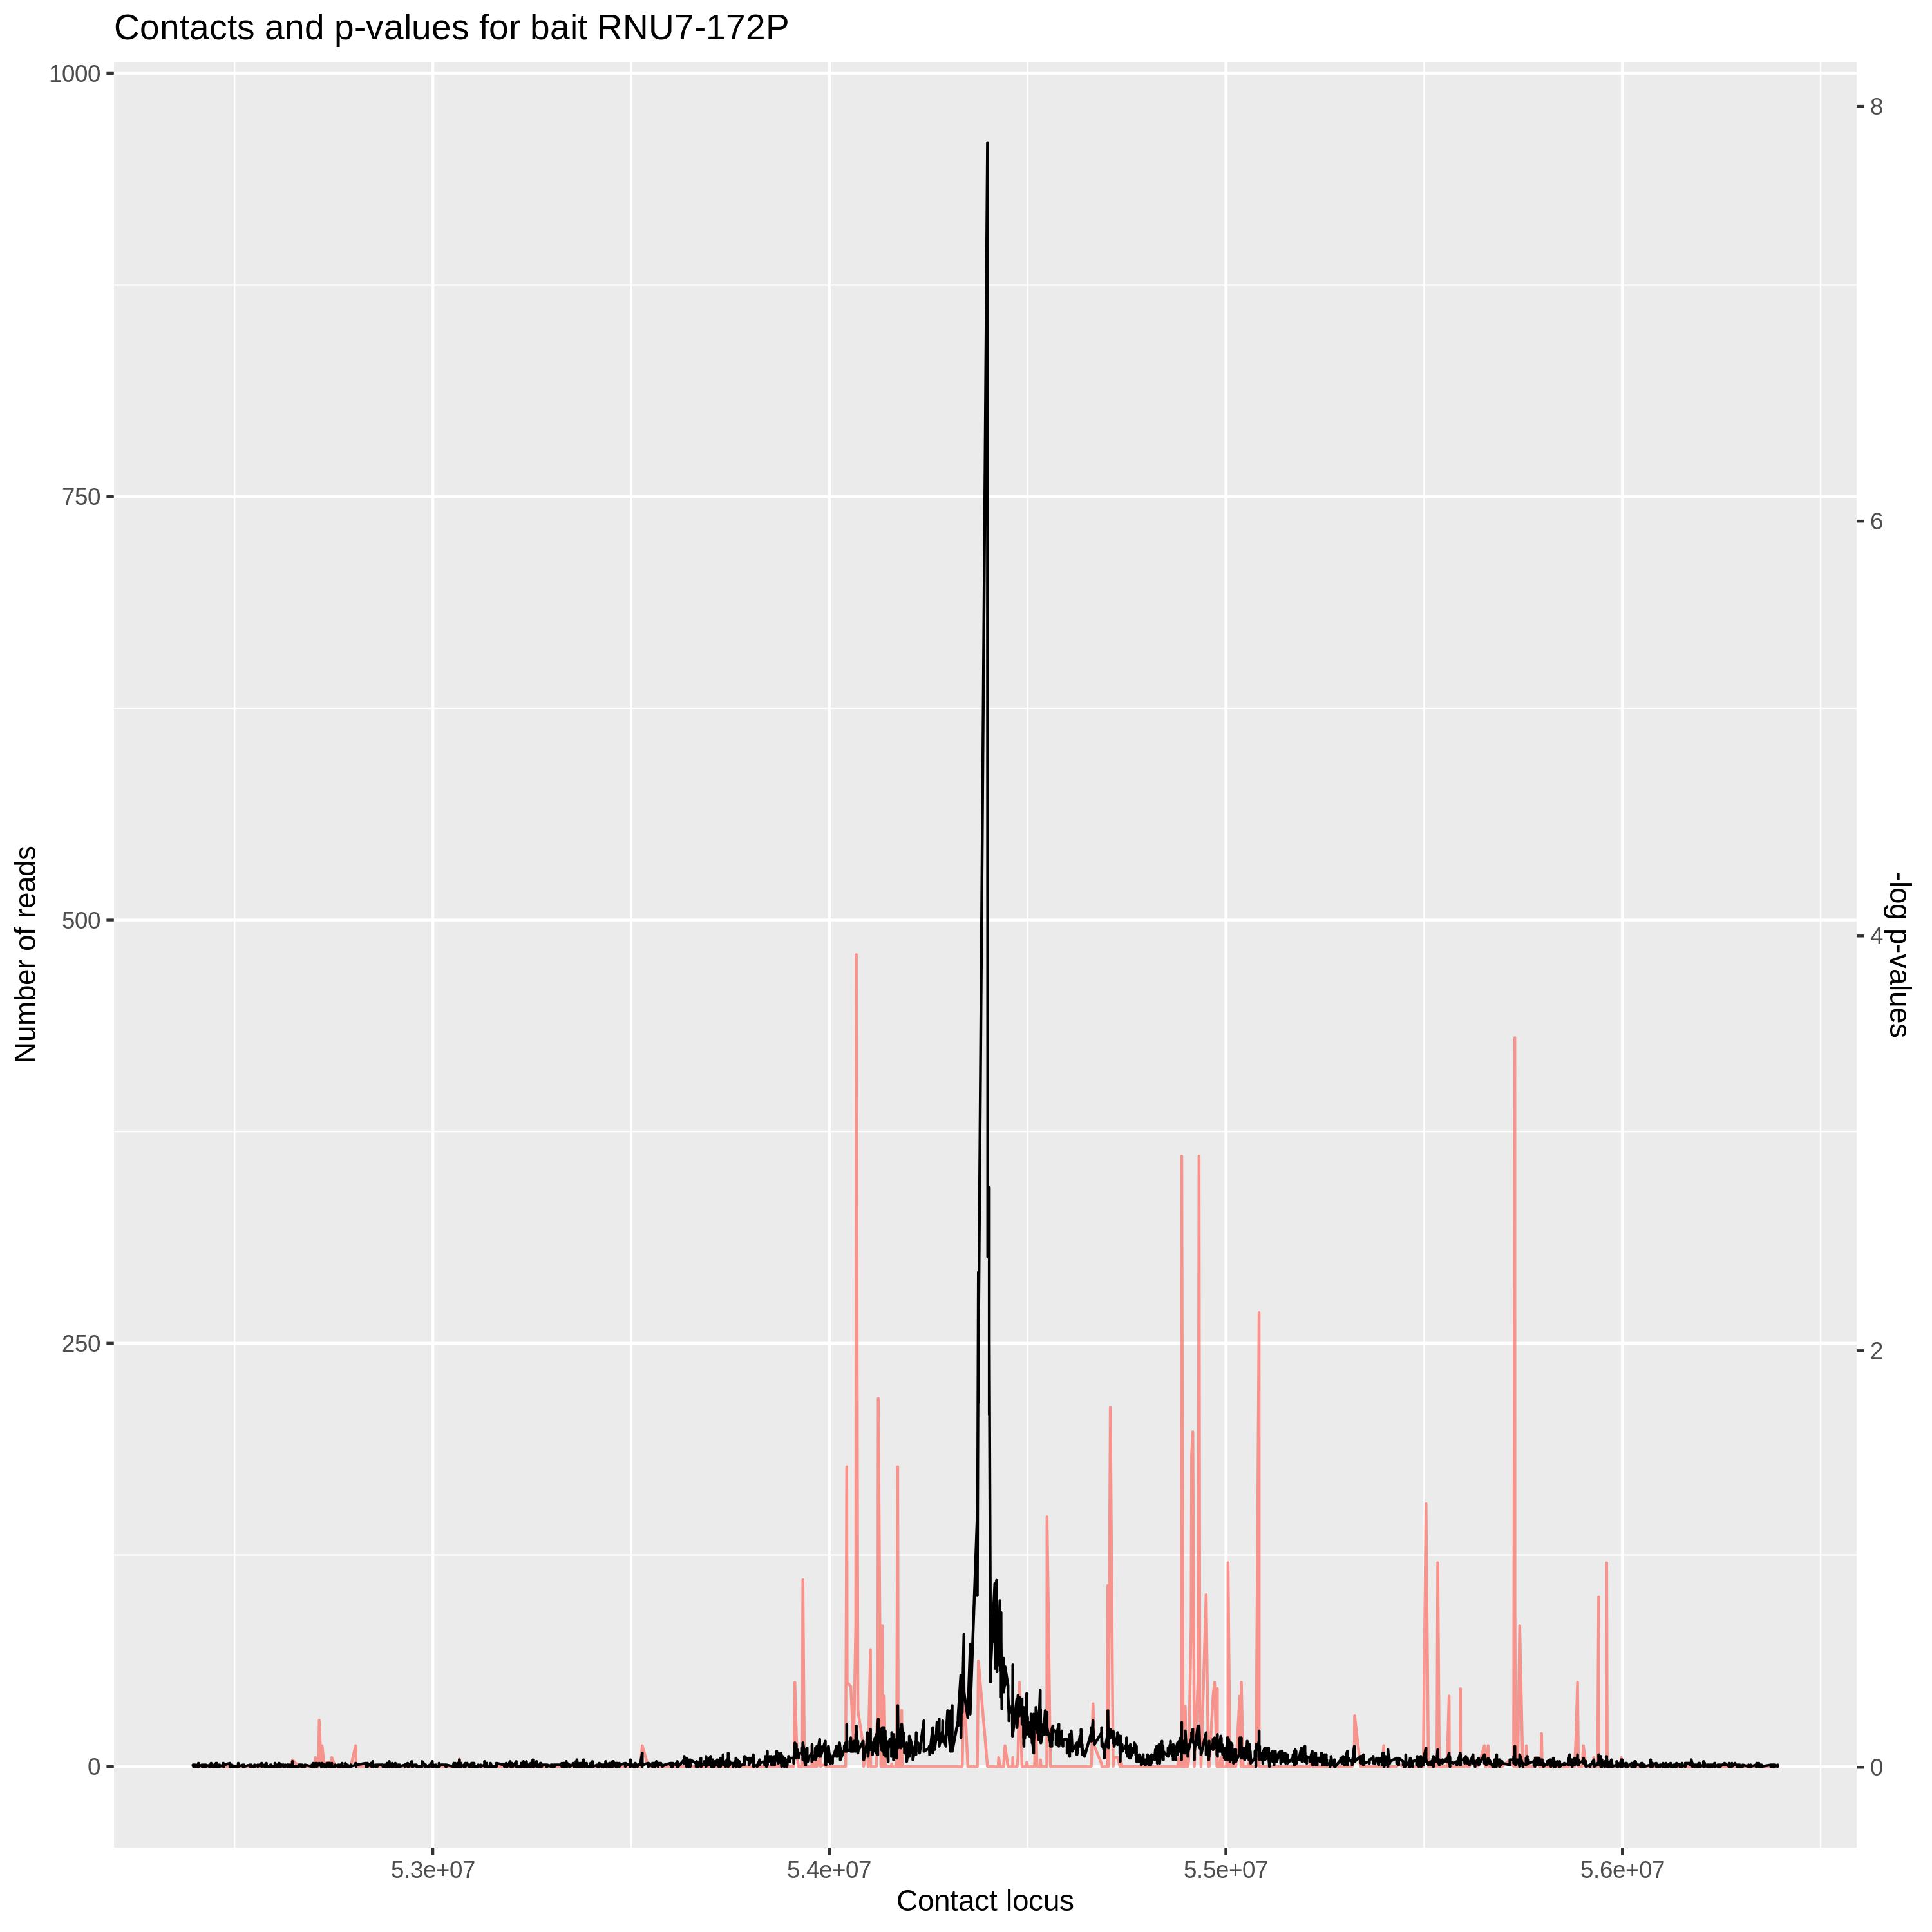 Contacts and p-values for bait RNU7-172P
1000
750
500
250
0
Number of reads
8
6
4
2
0
-log p-values
5.3e+07
5.4e+07
5.5e+07
5.6e+07
Contact locus